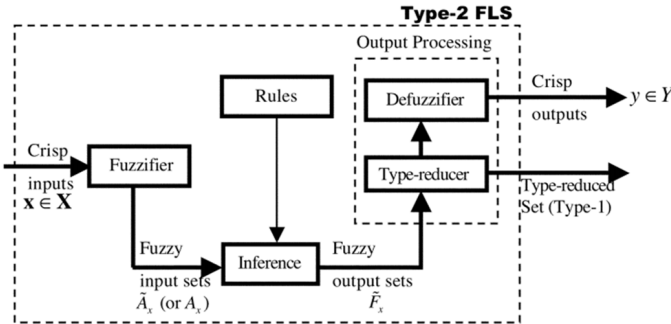 Type-2 FLS
Output Processing
Rules
Defuzzifier
Crisp
outputs
y ∈ Y
Crisp
inputs
x ∈ X
Fuzzifier
Type-reducer
Type-reduced
Set (Type-1)
Fuzzy
input sets
Ã_x (or A_x)
Inference
Fuzzy
output sets
F̃_x